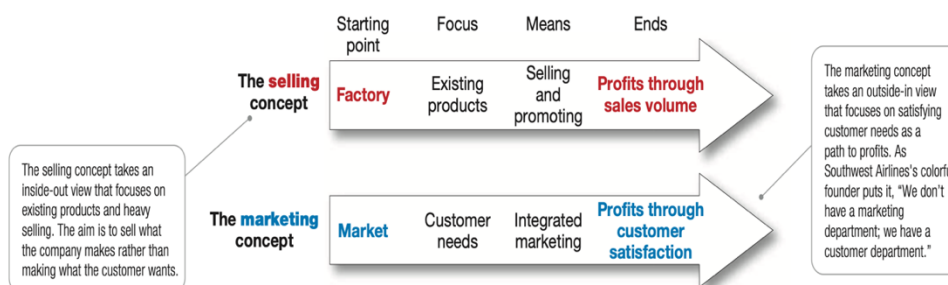 Starting point
Focus
Means
Ends
The selling concept
Factory
Existing products
Selling and promoting
Profits through sales volume
The selling concept takes an
inside-out view that focuses on
existing products and heavy
selling. The aim is to sell what
the company makes rather than
making what the customer wants.
The marketing concept
Market
Customer needs
Integrated marketing
Profits through customer satisfaction
The marketing concept
takes an outside-in view
that focuses on satisfying
customer needs as a
path to profits. As
Southwest Airlines's
founder puts it, “We don’t
have a marketing
department; we have a
customer department.”